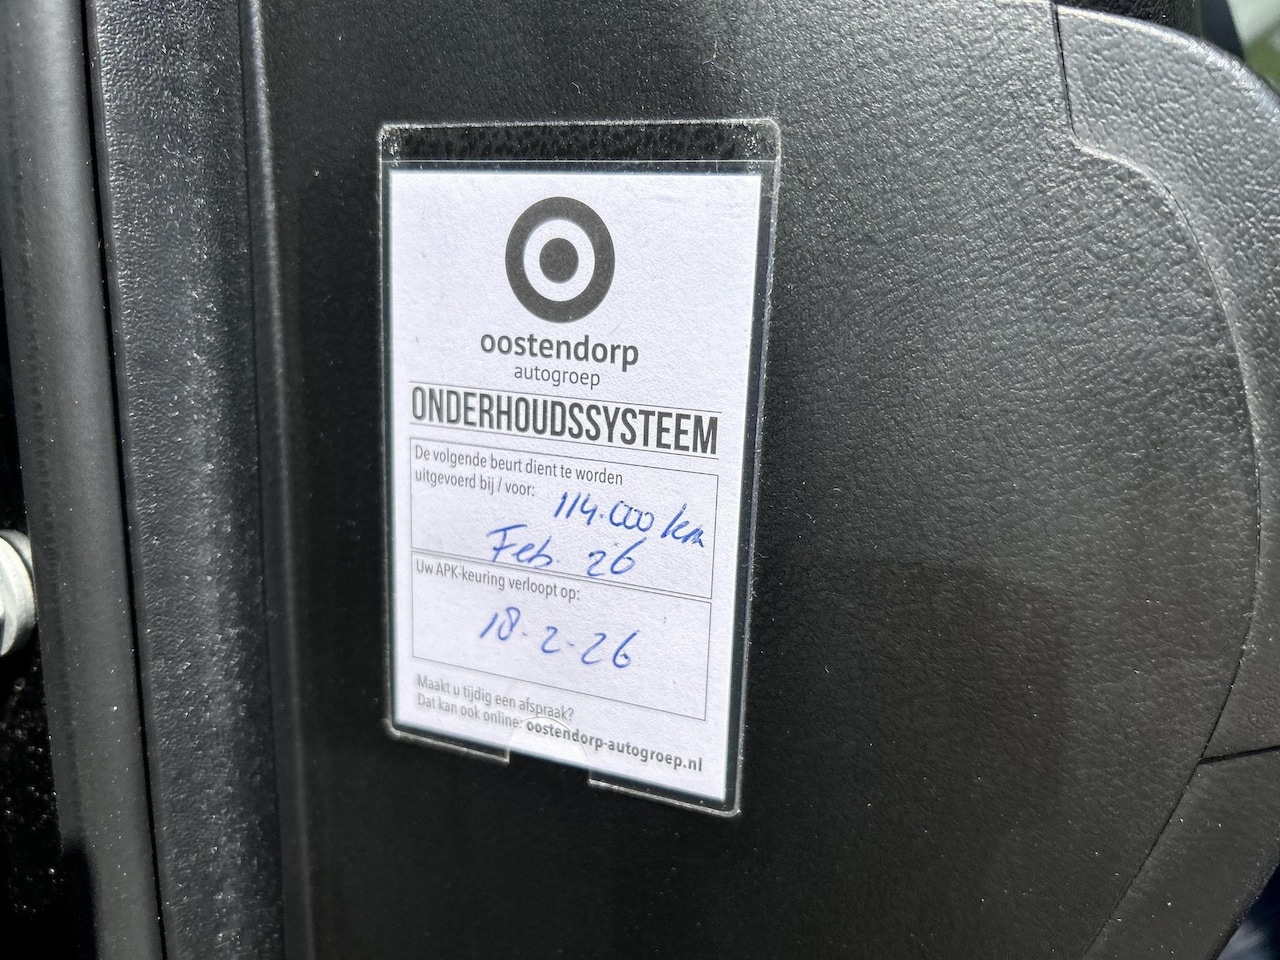 oostendorp
autogroep
ONDERHOUDSSYSTEEM
De volgende beurt dient te worden
uitgevoerd bij / voor: 114.000 km
Feb. 26
Uw APK-keuring verloopt op:
18-2-26
Maakt u tijdig een afspraak?
Dat kan ook online: oostendorp-autogroep.nl